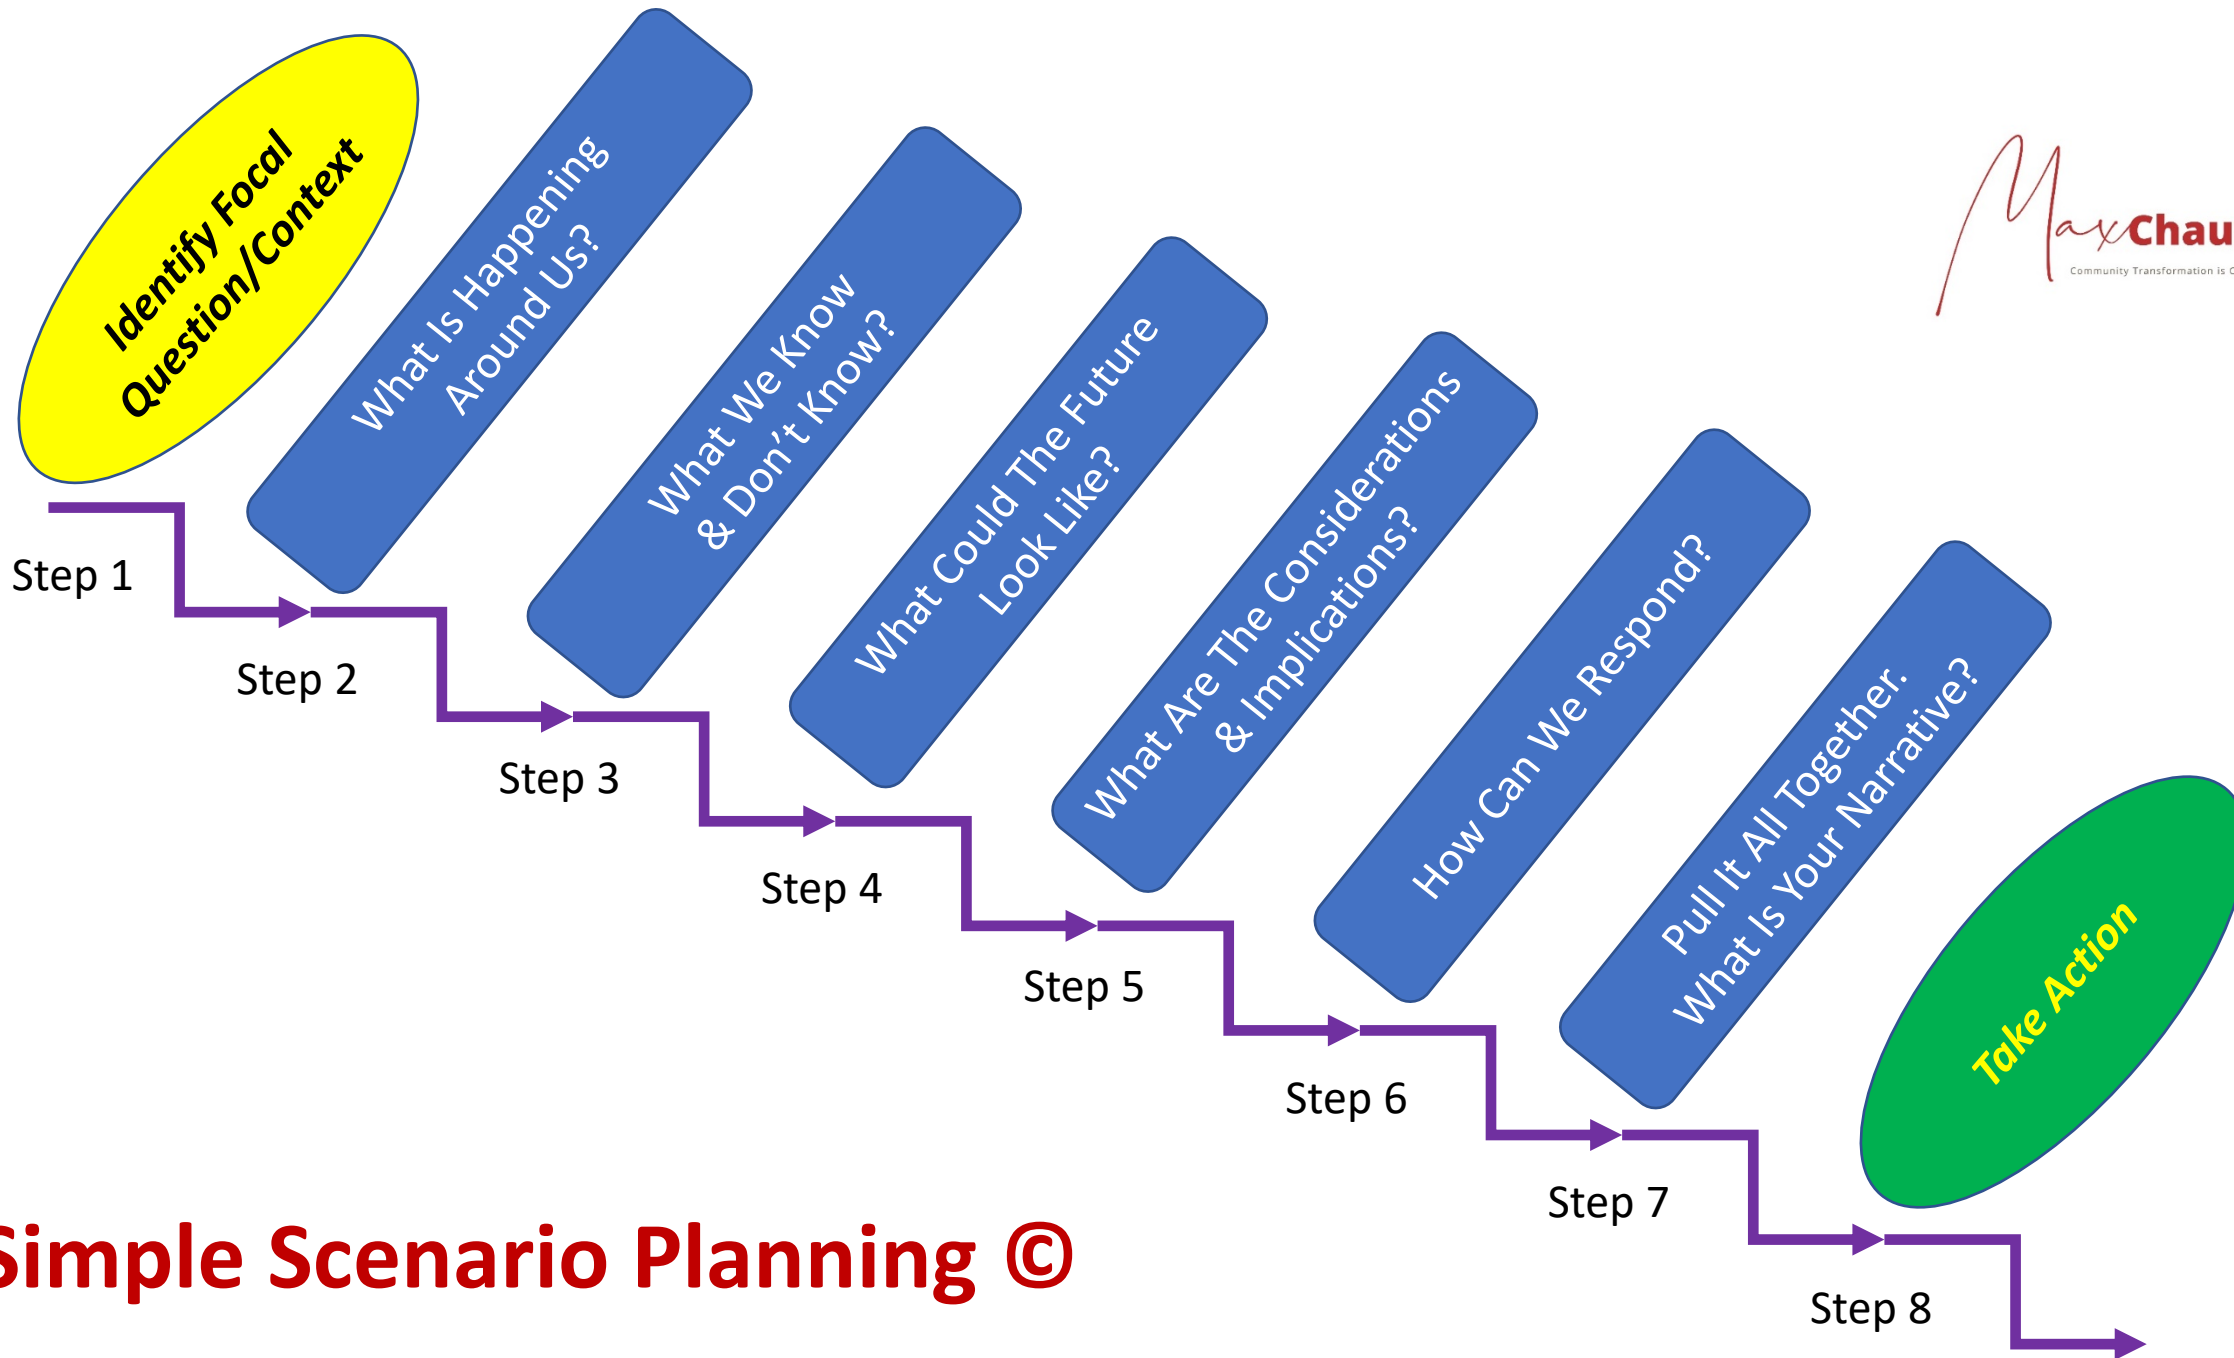 Identify Focal
Question/Context
What Is Happening
Around Us?
What We Know
& Don’t Know?
What Could The Future
Look Like?
What Are The Considerations
& Implications?
How Can We Respond?
Pull It All Together.
What Is Your Narrative?
Take Action
Step 1
Step 2
Step 3
Step 4
Step 5
Step 6
Step 7
Step 8
MaxChau
Community Transformation is
Simple Scenario Planning ©